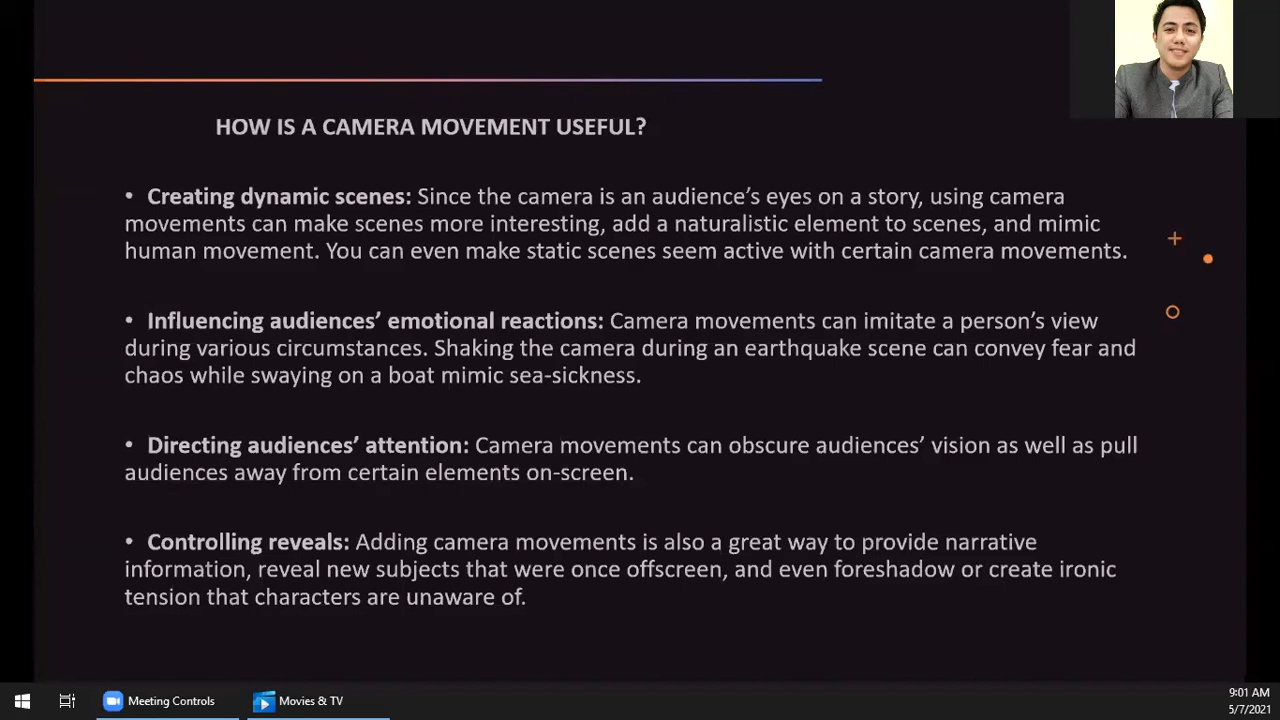 HOW IS A CAMERA MOVEMENT USEFUL?
• Creating dynamic scenes: Since the camera is an audience’s eyes on a story, using camera
movements can make scenes more interesting, add a naturalistic element to scenes, and mimic
human movement. You can even make static scenes seem active with certain camera movements.
• Influencing audiences’ emotional reactions: Camera movements can imitate a person’s view
during various circumstances. Shaking the camera during an earthquake scene can convey fear and
chaos while swaying on a boat mimic sea-sickness.
• Directing audiences’ attention: Camera movements can obscure audiences’ vision as well as pull
audiences away from certain elements on-screen.
• Controlling reveals: Adding camera movements is also a great way to provide narrative
information, reveal new subjects that were once offscreen, and even foreshadow or create ironic
tension that characters are unaware of.
Meeting Controls
Movies & TV
9:01 AM
5/7/2021